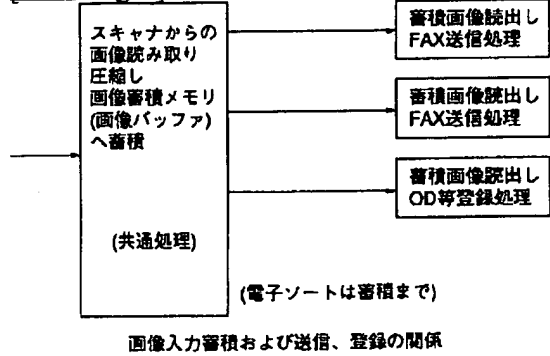 スキャナからの
画像読み取り
圧縮し
画像蓄積メモリ
(画像バッファ)
へ蓄積
(共通処理)
蓄積画像読出し
FAX送信処理
蓄積画像読出し
FAX送信処理
蓄積画像読出し
OD等登録処理
(電子ソートは蓄積まで)
画像入力蓄積および送信、登録の関係